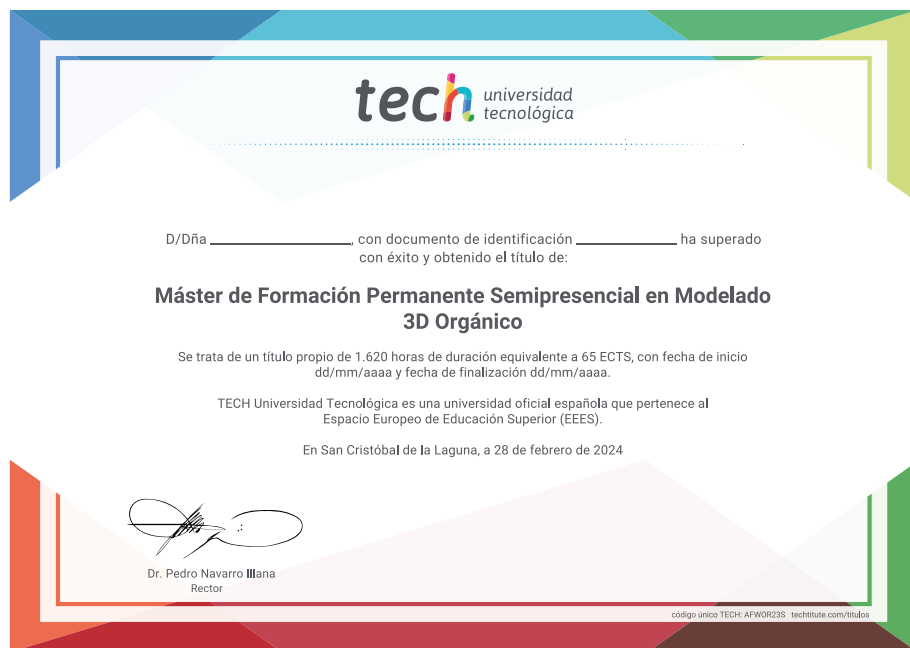 tech universidad
tecnológica
D/Dña ____________________, con documento de identificación ______________ ha superado
con éxito y obtenido el título de:
Máster de Formación Permanente Semipresencial en Modelado
3D Orgánico
Se trata de un título propio de 1.620 horas de duración equivalente a 65 ECTS, con fecha de inicio
dd/mm/aaaa y fecha de finalización dd/mm/aaaa.
TECH Universidad Tecnológica es una universidad oficial española que pertenece al
Espacio Europeo de Educación Superior (EEES).
En San Cristóbal de la Laguna, a 28 de febrero de 2024
Dr. Pedro Navarro Illana
Rector
código único TECH: AFWOR23S techtitute.com/titulos